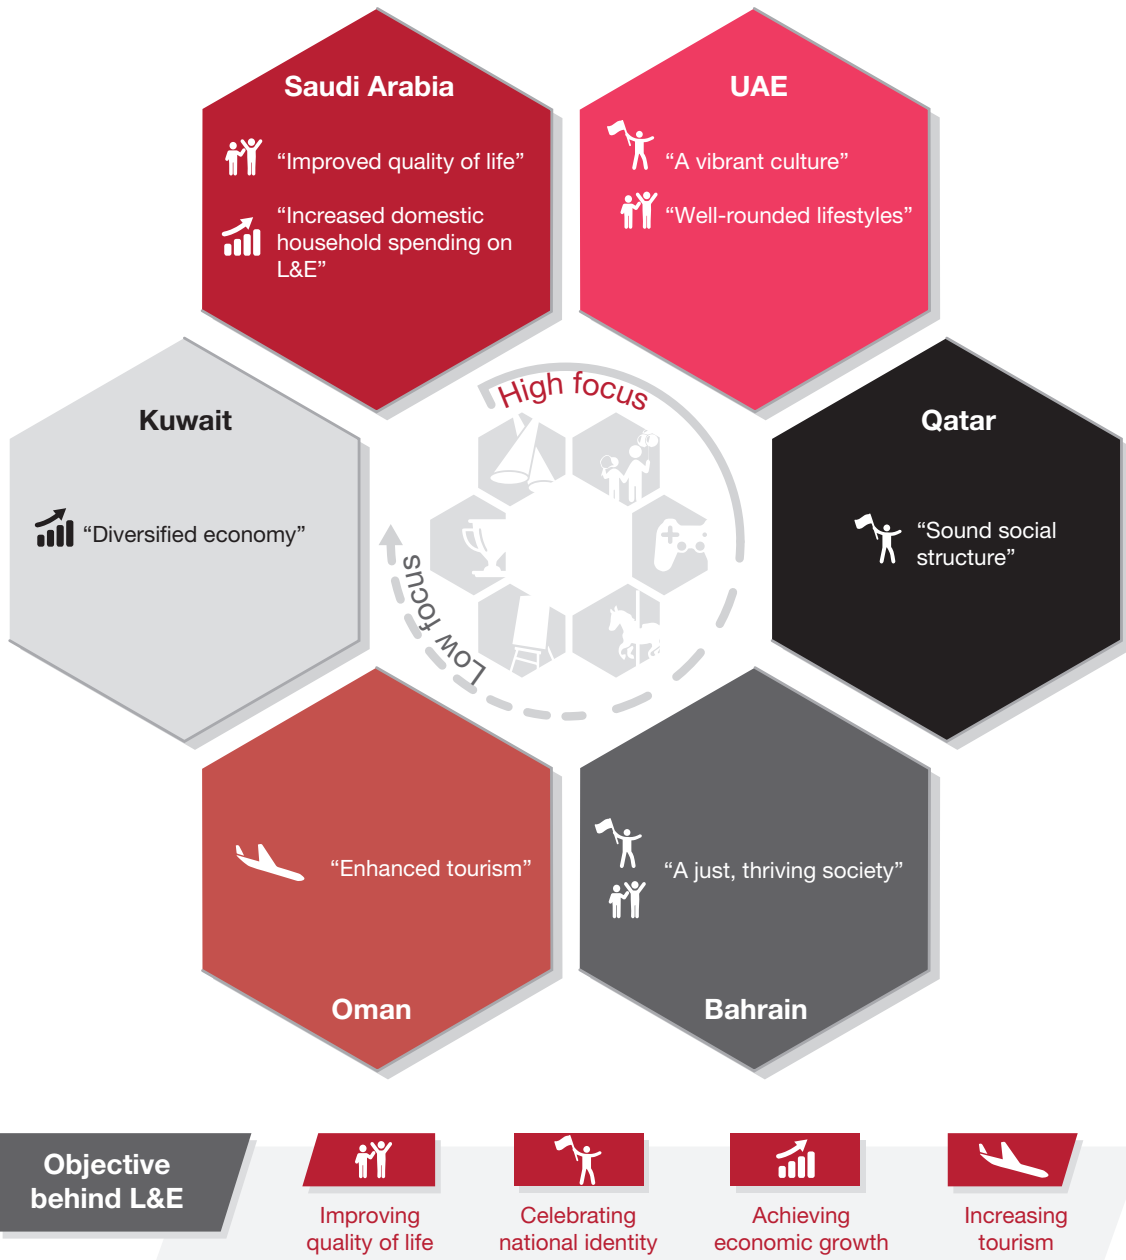 Saudi Arabia
“Improved quality of life”
“Increased domestic
household spending on
L&E”
UAE
“A vibrant culture”
“Well-rounded lifestyles”
Kuwait
“Diversified economy”
High focus
Low focus
Qatar
“Sound social
structure”
“Enhanced tourism”
Oman
“A just, thriving society”
Bahrain
Objective
behind L&E
Improving
quality of life
Celebrating
national identity
Achieving
economic growth
Increasing
tourism